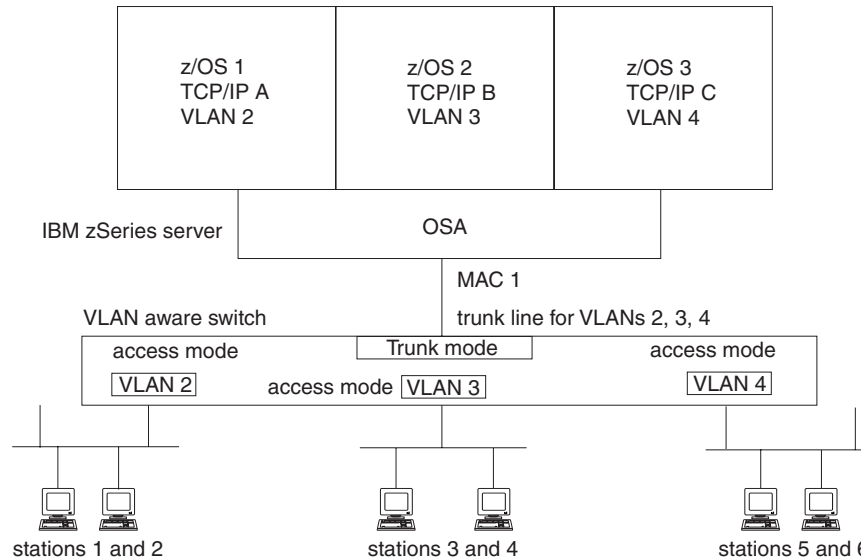 z/OS 1
TCP/IP A
VLAN 2
z/OS 2
TCP/IP B
VLAN 3
z/OS 3
TCP/IP C
VLAN 4
IBM zSeries server
OSA
MAC 1
VLAN aware switch
trunk line for VLANs 2, 3, 4
access mode
Trunk mode
access mode
VLAN 2
access mode
VLAN 3
VLAN 4
stations 1 and 2
stations 3 and 4
stations 5 and 6